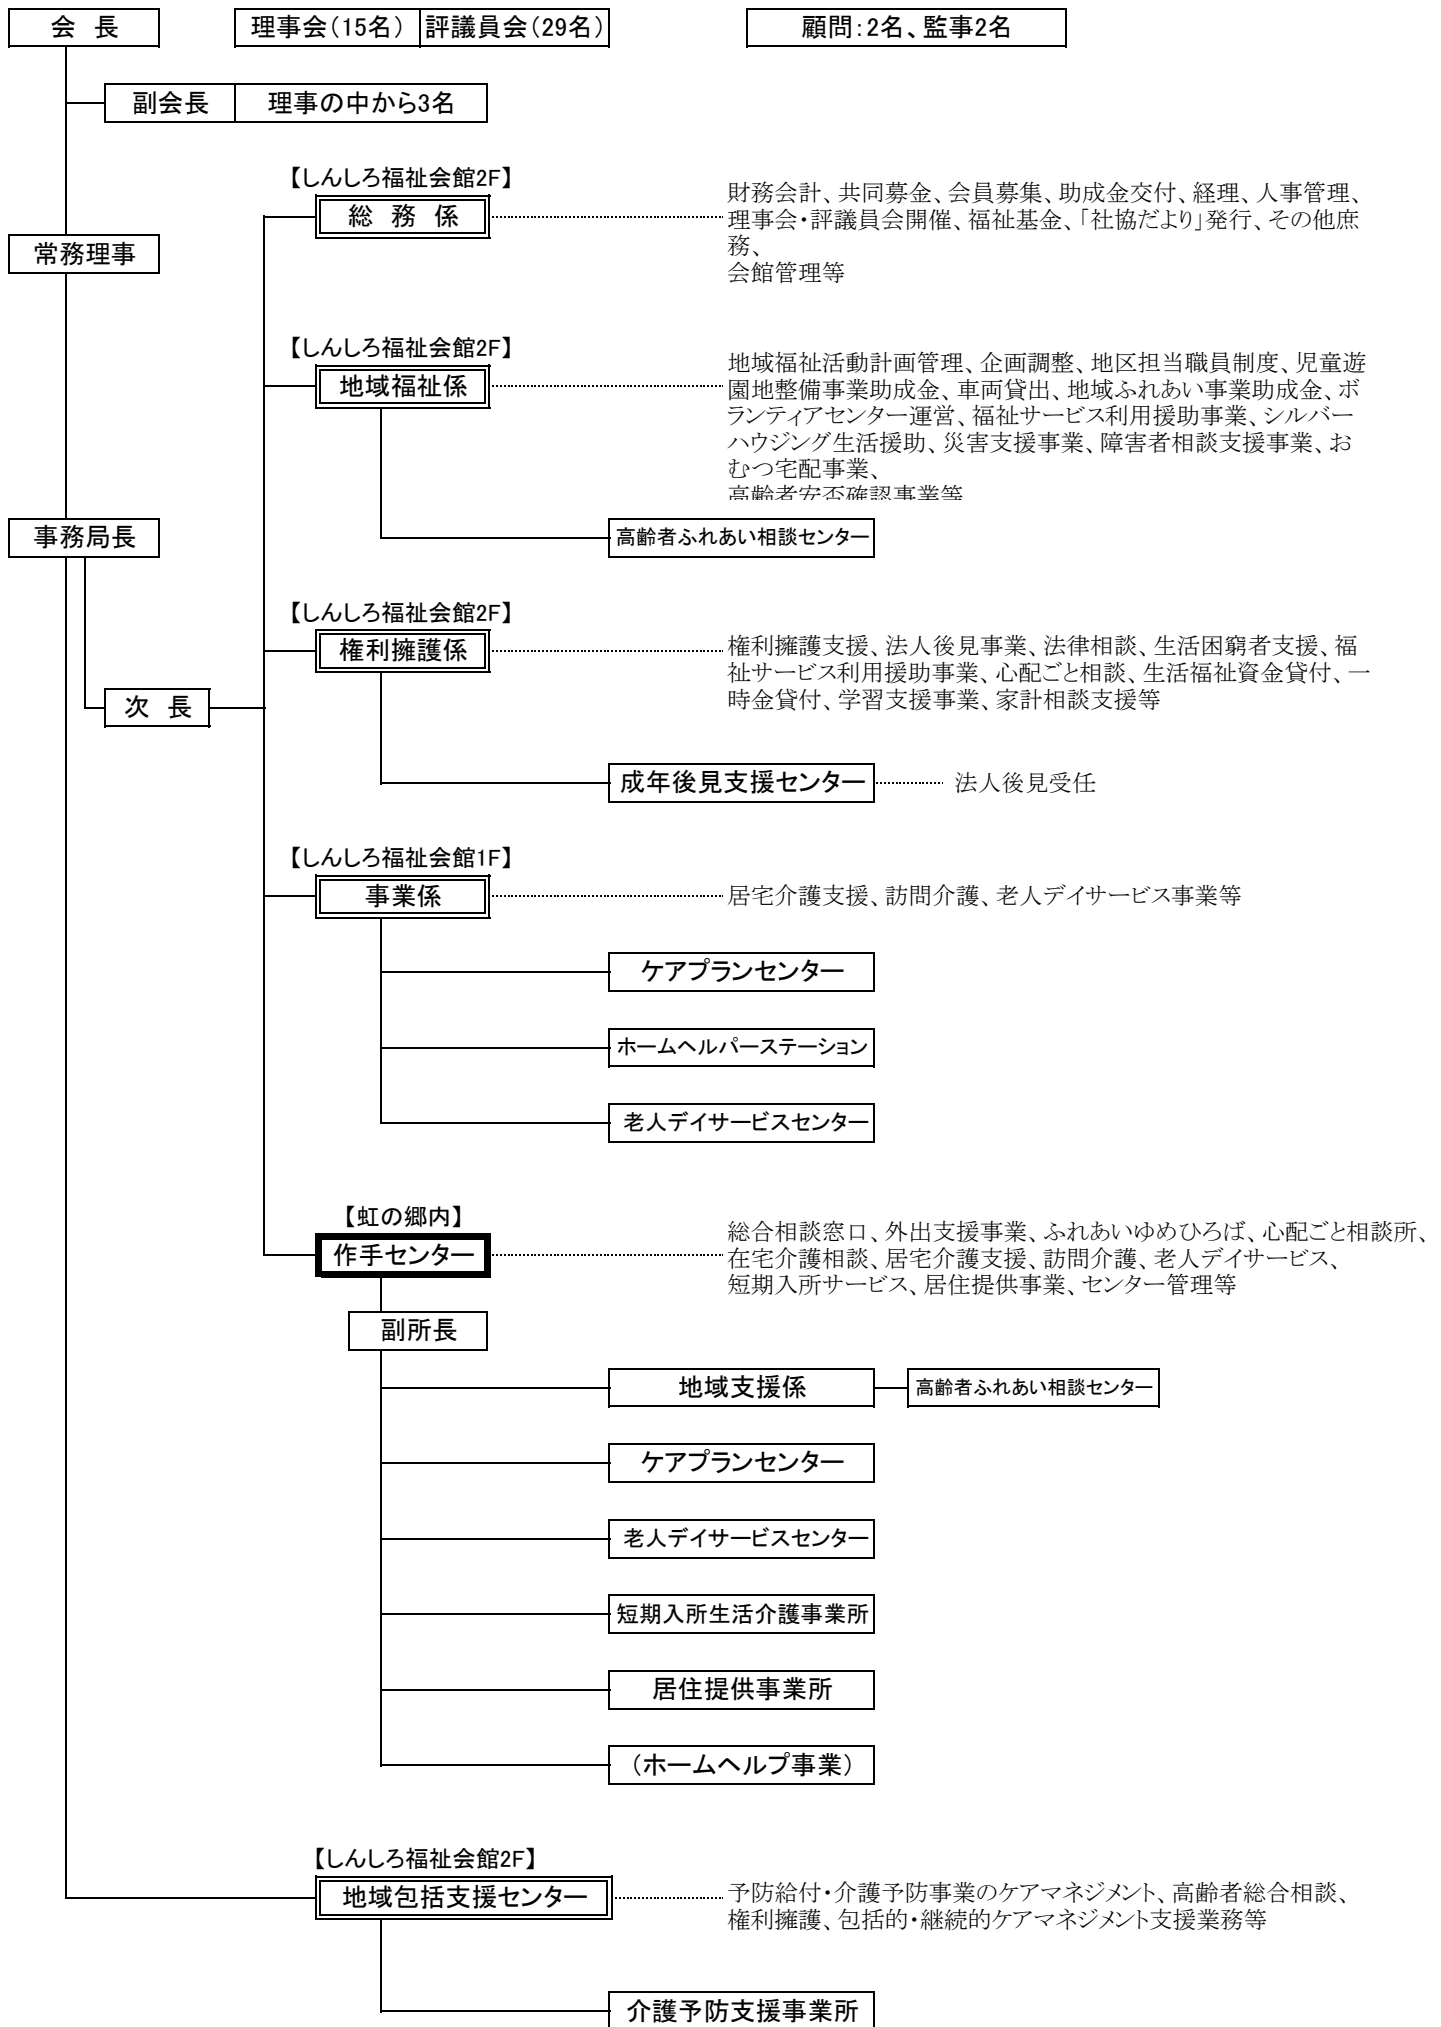 会 長
理事会(15名)
評議員会(29名)
顧問:2名、監事2名
副会長
理事の中から3名
【しんしろ福祉会館2F】
総 務 係
財務会計、共同募金、会員募集、助成金交付、経理、人事管理、
理事会・評議員会開催、福祉基金、「社協だより」発行、その他庶
務、
会館管理等
常務理事
【しんしろ福祉会館2F】
地域福祉係
地域福祉活動計画管理、企画調整、地区担当職員制度、児童遊
園地整備事業助成金、車両貸出、地域ふれあい事業助成金、ボ
ランティアセンター運営、福祉サービス利用援助事業、シルバー
ハウジング生活援助、災害支援事業、障害者相談支援事業、お
むつ宅配事業、
高齢者安否確認事業等
事務局長
高齢者ふれあい相談センター
【しんしろ福祉会館2F】
権利擁護係
権利擁護支援、法人後見事業、法律相談、生活困窮者支援、福
祉サービス利用援助事業、心配ごと相談、生活福祉資金貸付、一
時金貸付、学習支援事業、家計相談支援等
次 長
成年後見支援センター
法人後見受任
【しんしろ福祉会館1F】
事業係
居宅介護支援、訪問介護、老人デイサービス事業等
ケアプランセンター
ホームヘルパーステーション
老人デイサービスセンター
【虹の郷内】
作手センター
総合相談窓口、外出支援事業、ふれあいゆめひろば、心配ごと相談所、
在宅介護相談、居宅介護支援、訪問介護、老人デイサービス、
短期入所サービス、居住提供事業、センター管理等
副所長
地域支援係
高齢者ふれあい相談センター
ケアプランセンター
老人デイサービスセンター
短期入所生活介護事業所
居住提供事業所
(ホームヘルプ事業)
【しんしろ福祉会館2F】
地域包括支援センター
予防給付・介護予防事業のケアマネジメント、高齢者総合相談、
権利擁護、包括的・継続的ケアマネジメント支援業務等
介護予防支援事業所